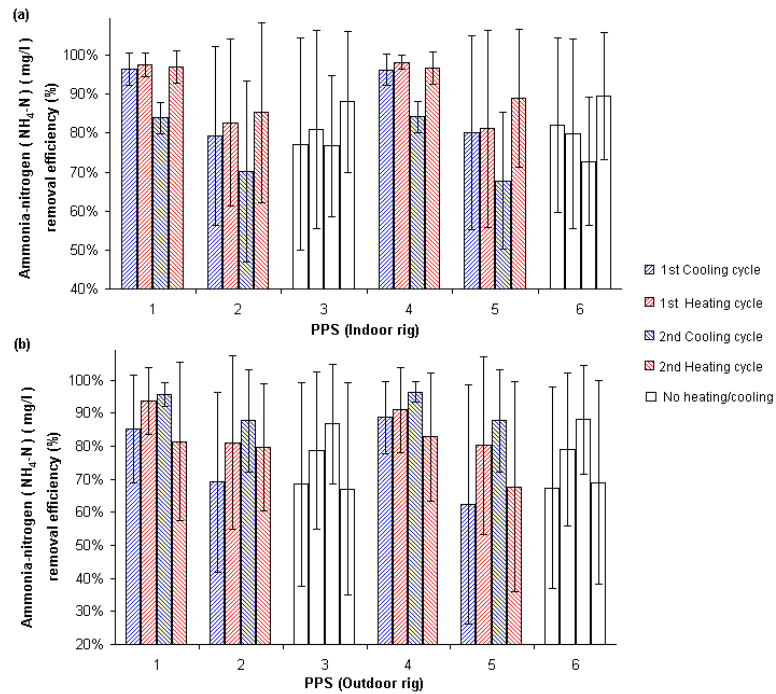 (a)
Ammonia-nitrogen ( NH4-N) ( mg/l )
removal efficiency (%)
100%
90%
80%
70%
60%
50%
40%
1 2 3 4 5 6
PPS (Indoor rig)
1st Cooling cycle
1st Heating cycle
2nd Cooling cycle
2nd Heating cycle
No heating/cooling
(b)
Ammonia-nitrogen ( NH4-N) ( mg/l )
removal efficiency (%)
100%
90%
80%
70%
60%
50%
40%
30%
20%
1 2 3 4 5 6
PPS (Outdoor rig)